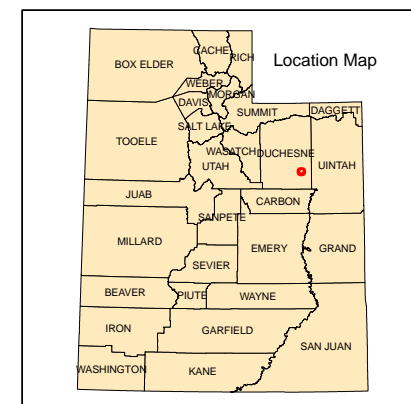 Location Map
CACHE
RICH
BOX ELDER
WEBER
MORGAN
DAVIS
SUMMIT
DAGGETT
SALT LAKE
TOOELE
WASATCH
DUCHESNE
UTAH
UINTAH
JUAB
CARBON
SANPETE
MILLARD
EMERY
GRAND
SEVIER
BEAVER
PIUTE
WAYNE
IRON
GARFIELD
SAN JUAN
WASHINGTON
KANE